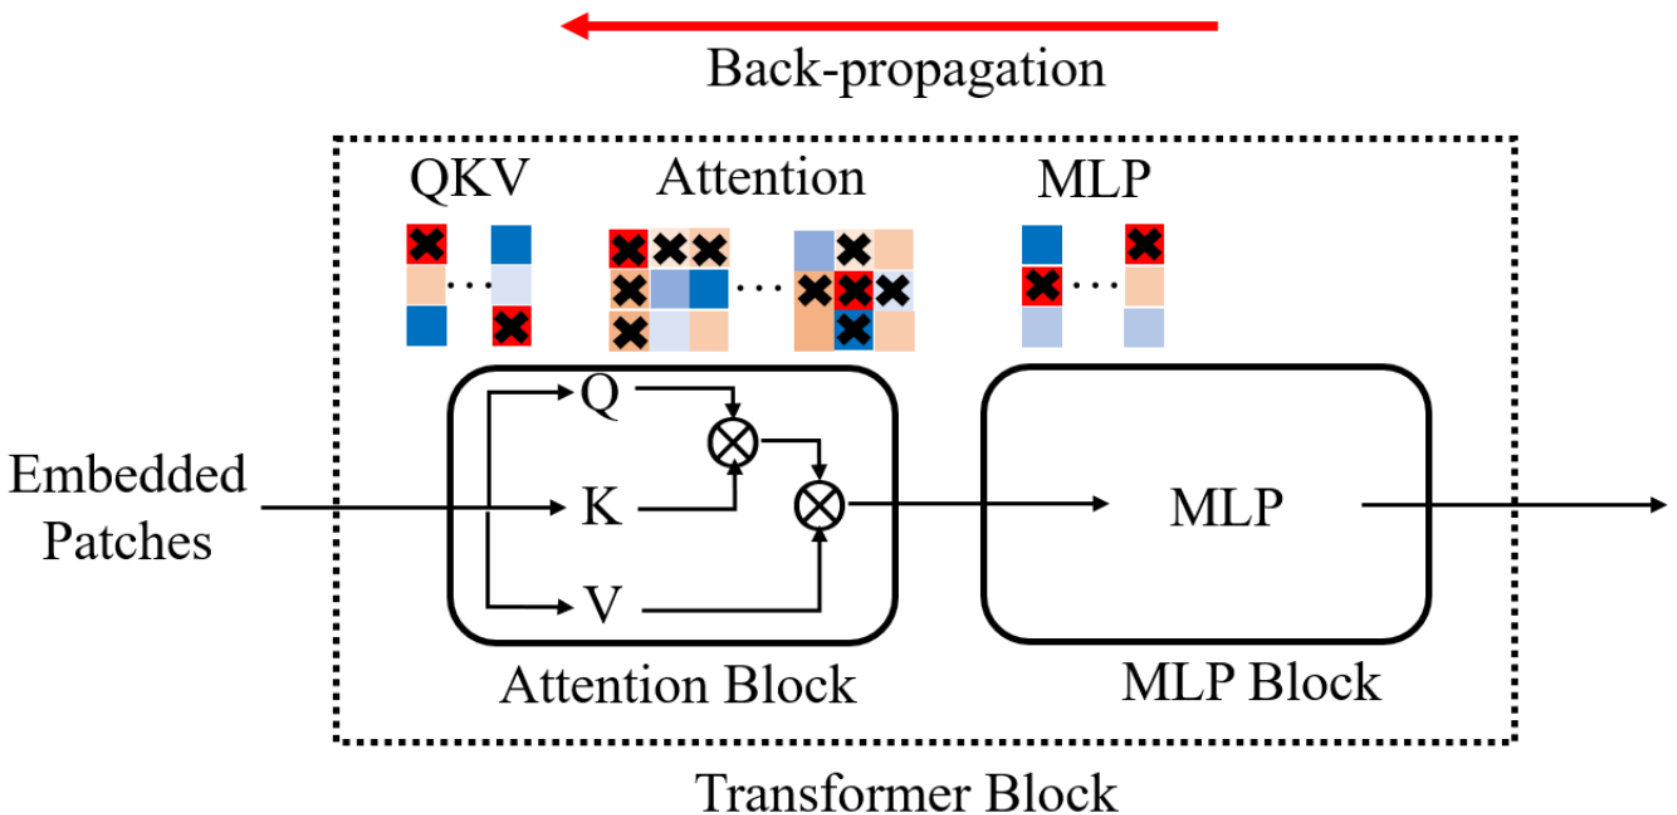 Back-propagation
QKV
Attention
MLP
...
...
...
Q
K
V
Embedded
Patches
MLP
Attention Block
MLP Block
Transformer Block